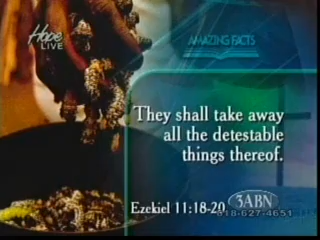 Hope
LIVE
AMAZING FACTS
They shall take away
all the detestable
things thereof.
Ezekiel 11:18-20
3ABN
618-627-4651